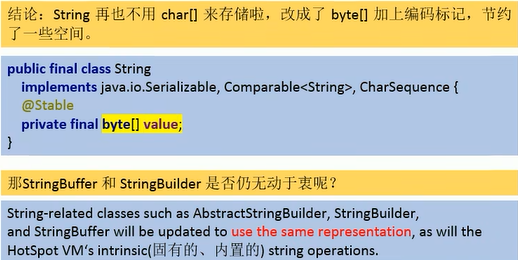 结论：String 再也不用 char[] 来存储啦，改成了 byte[] 加上编码标记，节约
了一些空间。
public final class String
implements java.io.Serializable, Comparable<String>, CharSequence {
@Stable
private final byte[] value;
}
那StringBuffer 和 StringBuilder 是否仍无动于衷呢？
String-related classes such as AbstractStringBuilder, StringBuilder,
and StringBuffer will be updated to use the same representation, as will the
HotSpot VM‘s intrinsic(固有的、内置的) string operations.